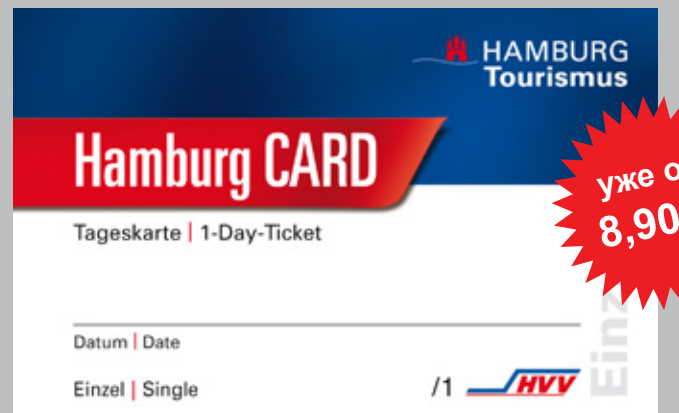 HAMBURG
Tourismus
Hamburg CARD
уже о
8,90
Tageskarte | 1-Day-Ticket
Datum | Date
Einzel | Single
/1 HVV
Einz